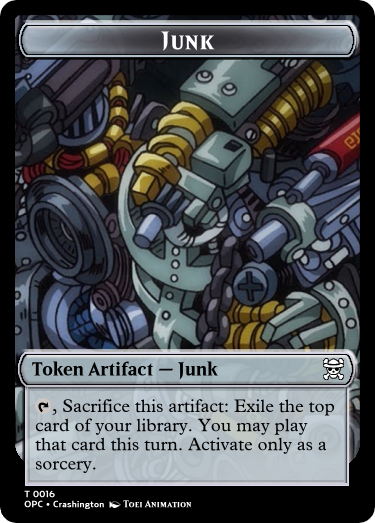 Junk
Token Artifact — Junk
, Sacrifice this artifact: Exile the top
card of your library. You may play
that card this turn. Activate only as a
sorcery.
T 0016
OPC • Crashington Toei Animation